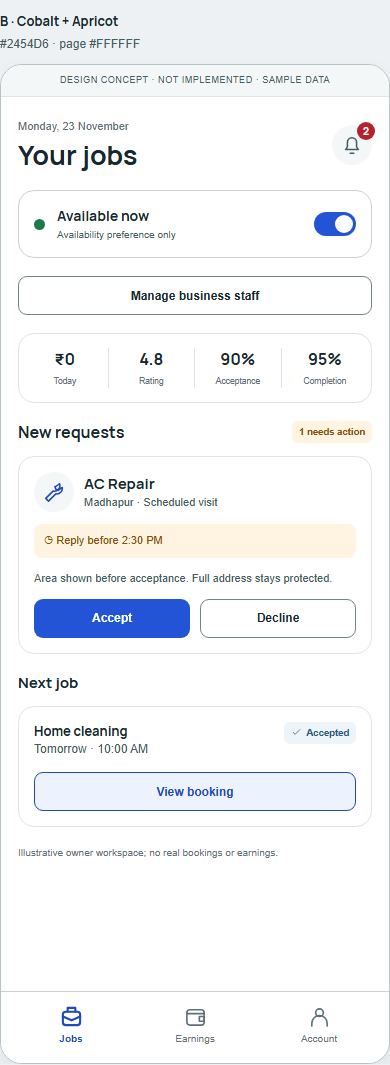 B · Cobalt + Apricot
#2454D6 · page #FFFFFF
DESIGN CONCEPT · NOT IMPLEMENTED · SAMPLE DATA
Monday, 23 November
2
Your jobs
Available now
Availability preference only
Manage business staff
₹0 4.8 90% 95%
Today Rating Acceptance Completion
New requests 1 needs action
AC Repair
Madhapur · Scheduled visit
Reply before 2:30 PM
Area shown before acceptance. Full address stays protected.
Accept Decline
Next job
Home cleaning ✓ Accepted
Tomorrow · 10:00 AM
View booking
Illustrative owner workspace; no real bookings or earnings.
Jobs Earnings Account